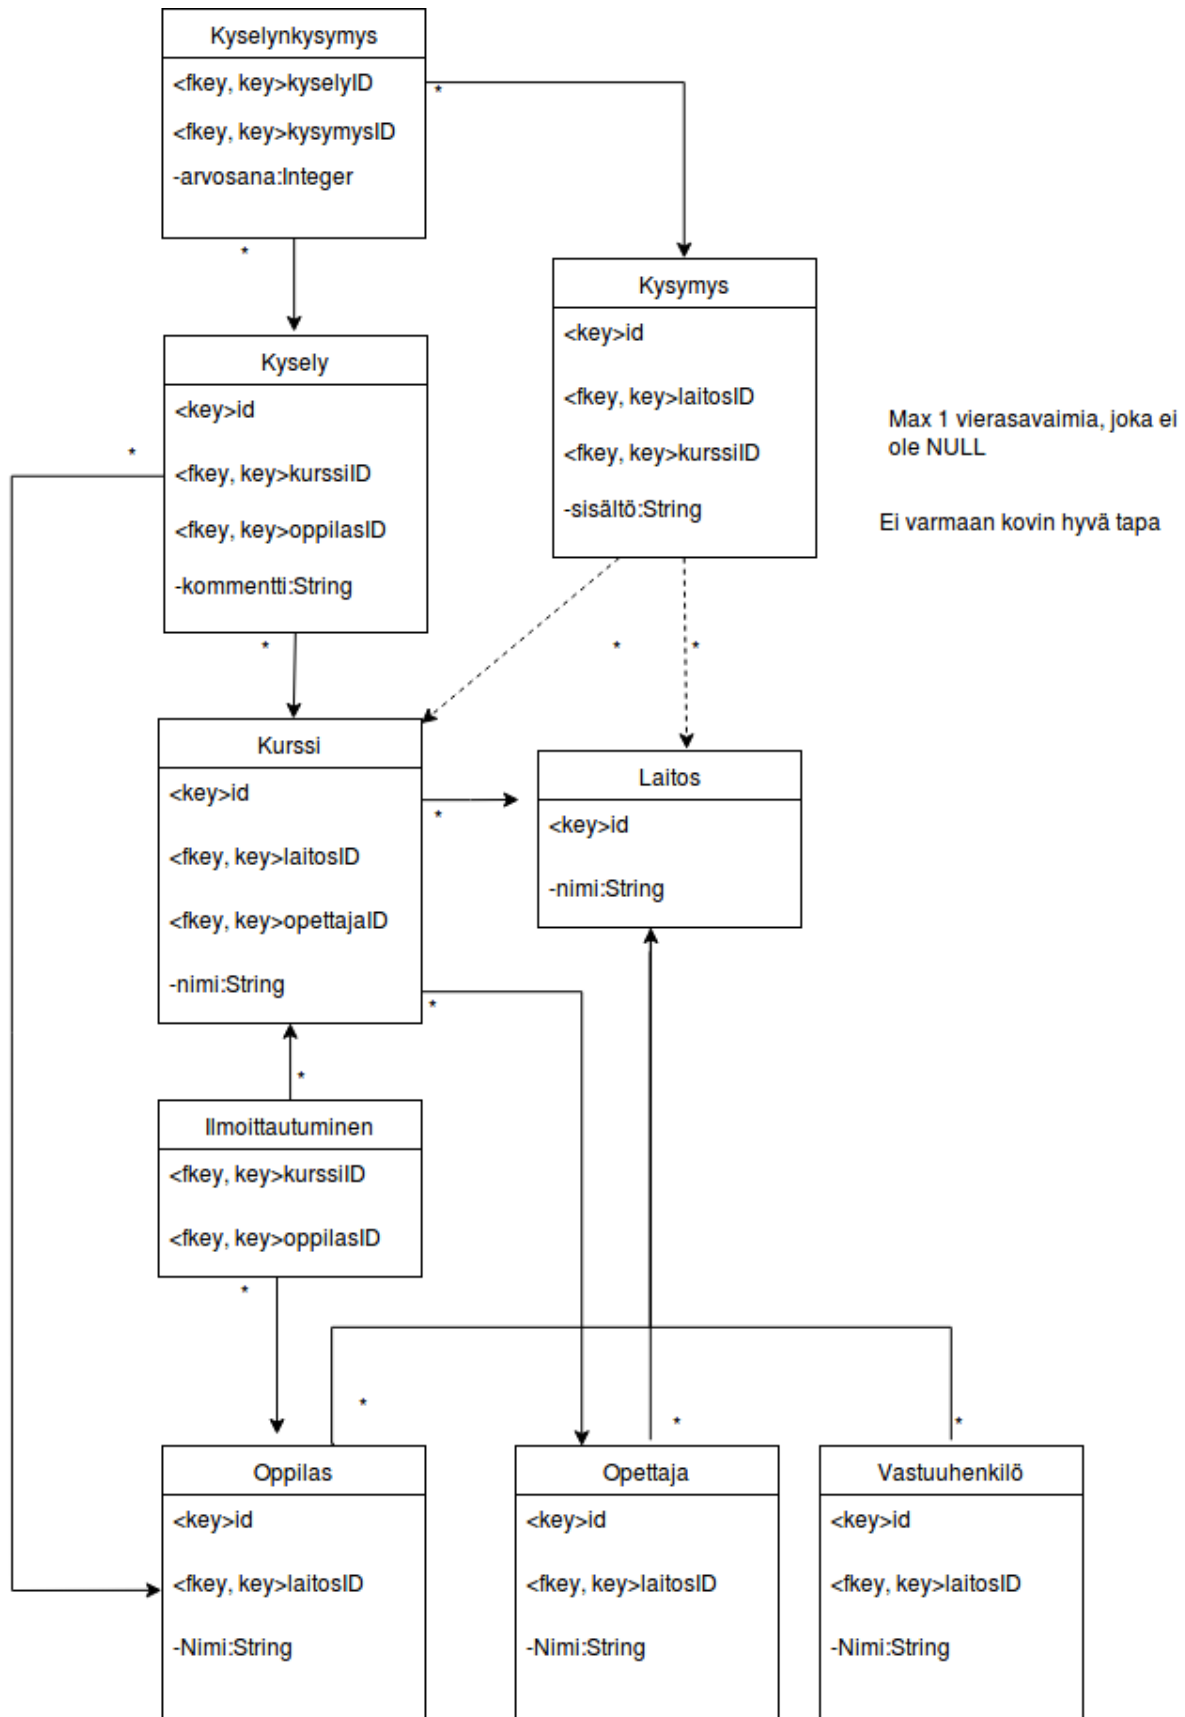 Kyselynkysymys
<fkey, key>kyselyID
*
<fkey, key>kysymysID
-arvosana:Integer
*
Kysymys
<key>id
<fkey, key>laitosID
<fkey, key>kurssiID
-sisältö:String
Max 1 vierasavaimia, joka ei
ole NULL
Ei varmaan kovin hyvä tapa
Kysely
<key>id
*
<fkey, key>kurssiID
<fkey, key>oppilasID
-kommentti:String
*
*
*
Kurssi
<key>id
*
<fkey, key>laitosID
<fkey, key>opettajaID
-nimi:String
*
Laitos
<key>id
-nimi:String
*
Ilmoittautuminen
<fkey, key>kurssiID
<fkey, key>oppilasID
*
*
*
*
Oppilas
<key>id
<fkey, key>laitosID
-Nimi:String
Opettaja
<key>id
<fkey, key>laitosID
-Nimi:String
Vastuuhenkilö
<key>id
<fkey, key>laitosID
-Nimi:String